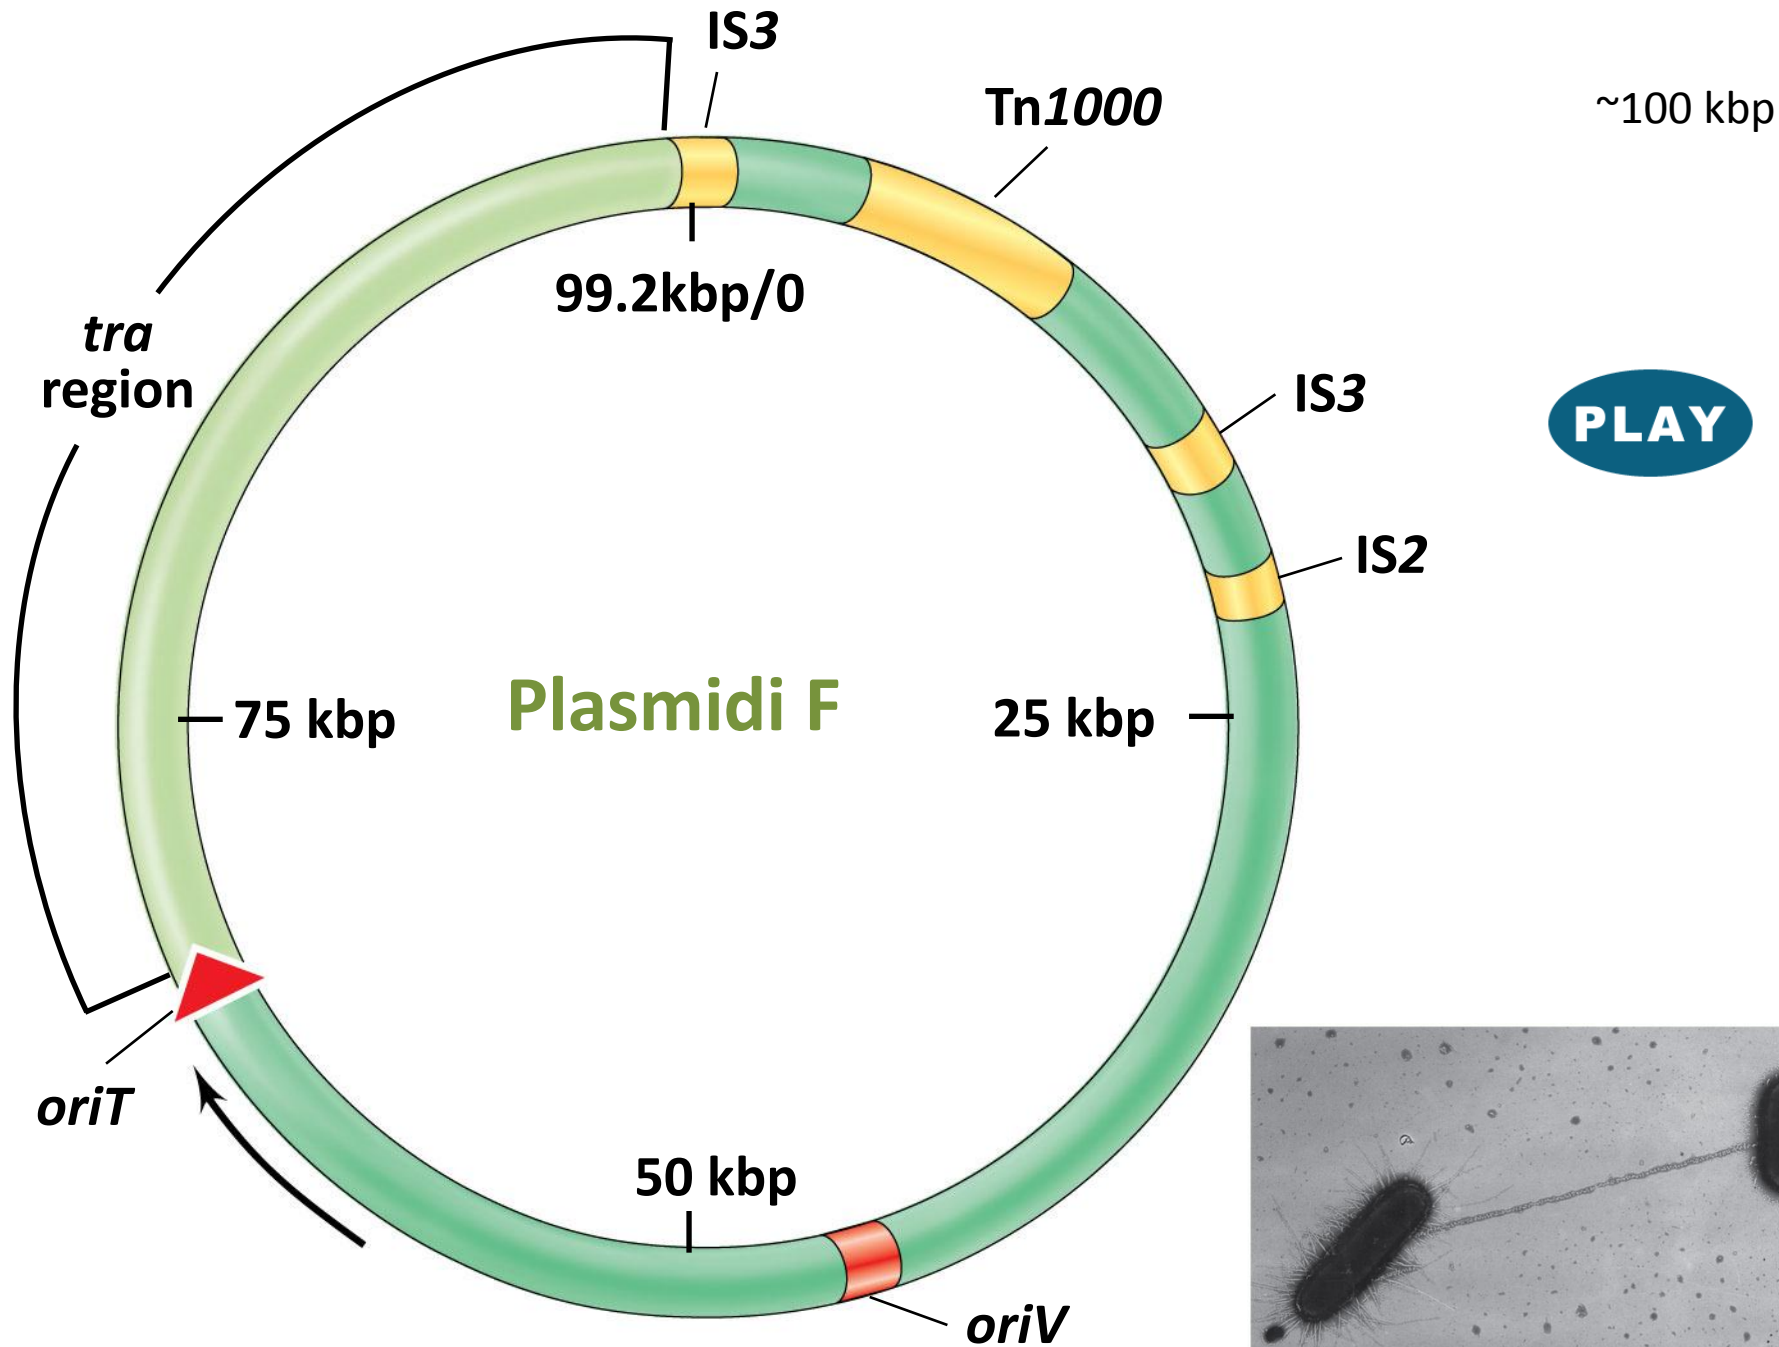 IS3
Tn1000
~100 kbp
99.2kbp/0
tra
region
IS3
PLAY
IS2
75 kbp
Plasmidi F
25 kbp
oriT
50 kbp
oriV